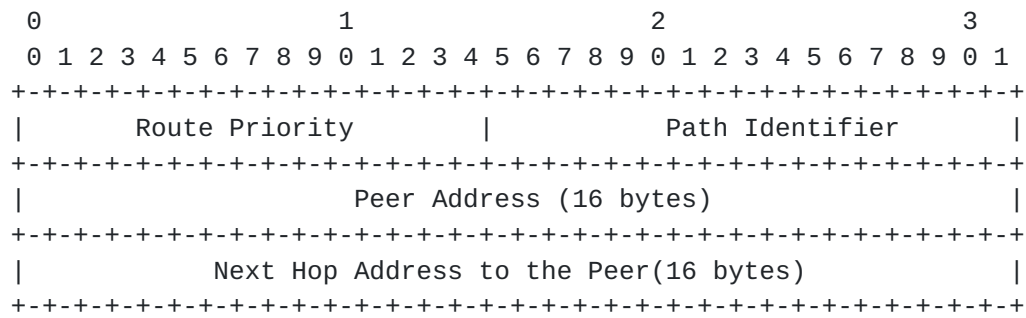 0                   1                   2                   3
 0 1 2 3 4 5 6 7 8 9 0 1 2 3 4 5 6 7 8 9 0 1 2 3 4 5 6 7 8 9 0 1
+-+-+-+-+-+-+-+-+-+-+-+-+-+-+-+-+-+-+-+-+-+-+-+-+-+-+-+-+-+-+-+-+
|       Route Priority        |           Path Identifier       |
+-+-+-+-+-+-+-+-+-+-+-+-+-+-+-+-+-+-+-+-+-+-+-+-+-+-+-+-+-+-+-+-+
|                     Peer Address (16 bytes)                   |
+-+-+-+-+-+-+-+-+-+-+-+-+-+-+-+-+-+-+-+-+-+-+-+-+-+-+-+-+-+-+-+-+
|            Next Hop Address to the Peer(16 bytes)             |
+-+-+-+-+-+-+-+-+-+-+-+-+-+-+-+-+-+-+-+-+-+-+-+-+-+-+-+-+-+-+-+-+